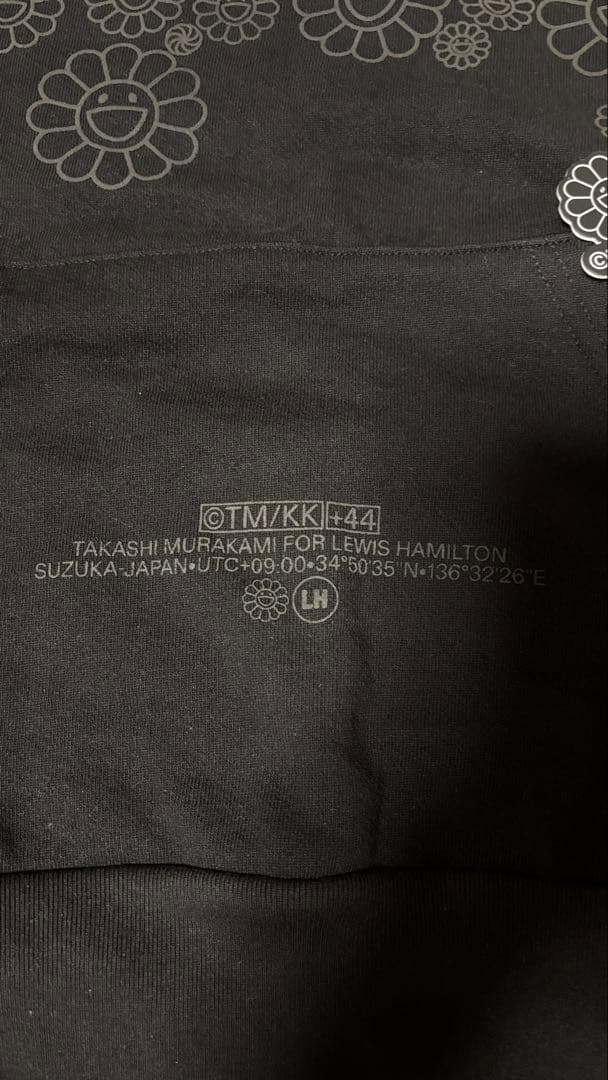 ©
©TM/KK +44
TAKASHI MURAKAMI FOR LEWIS HAMILTON
SUZUKA-JAPAN•UTC+09:00•34°50'35"N•136°32'26"E
LH